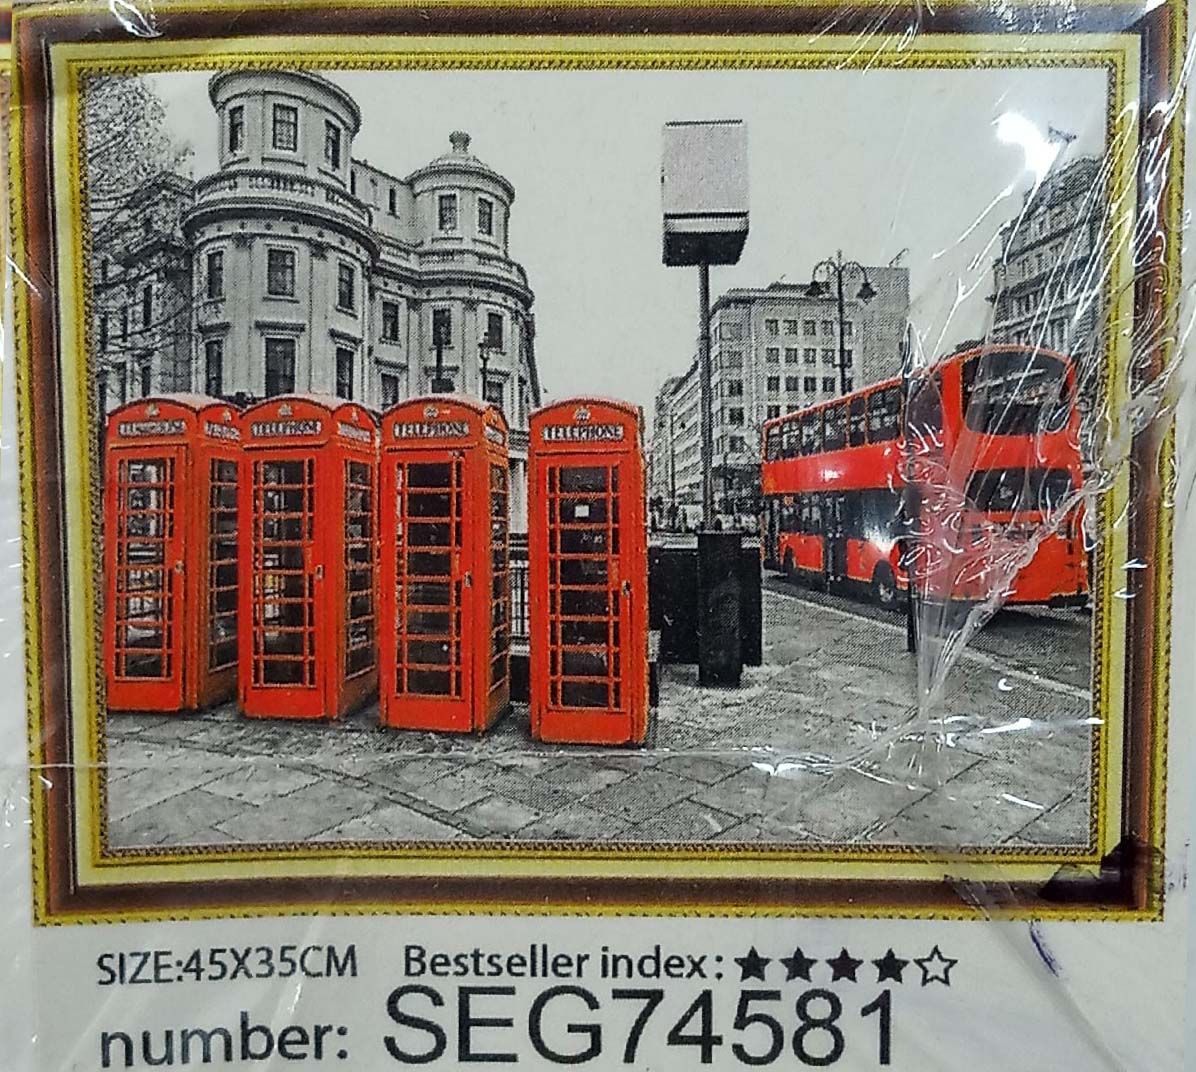 TELEPHONE TELEPHONE TELEPHONE TELEPHONE
SIZE:45X35CM Bestseller index:★★★★☆
number: SEG74581